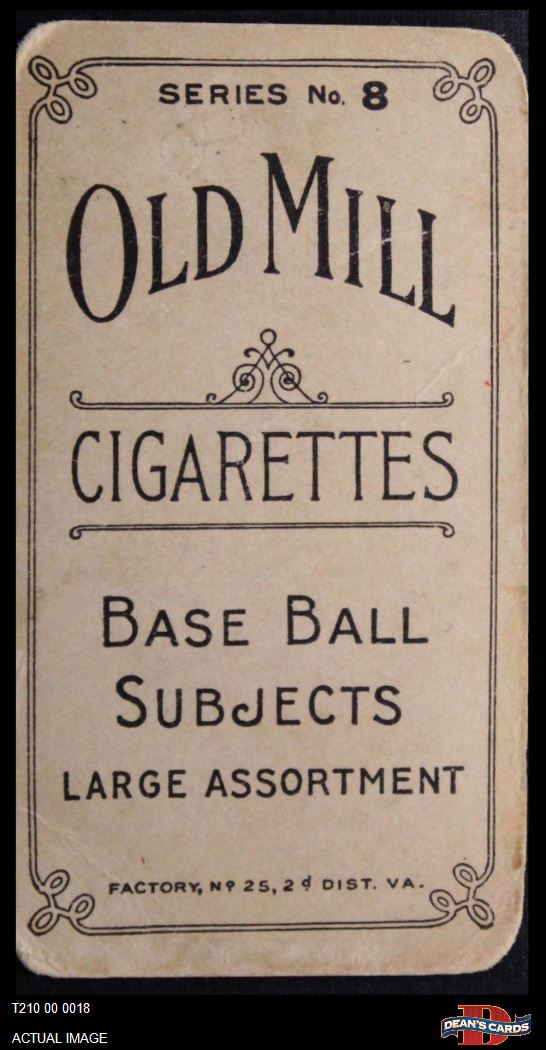 SERIES No. 8
OLD MILL
CIGARETTES
BASE BALL
SUBJECTS
LARGE ASSORTMENT
FACTORY, Nº 25, 2d DIST. VA.
T210 00 0018
ACTUAL IMAGE
D
DEAN'S CARDS